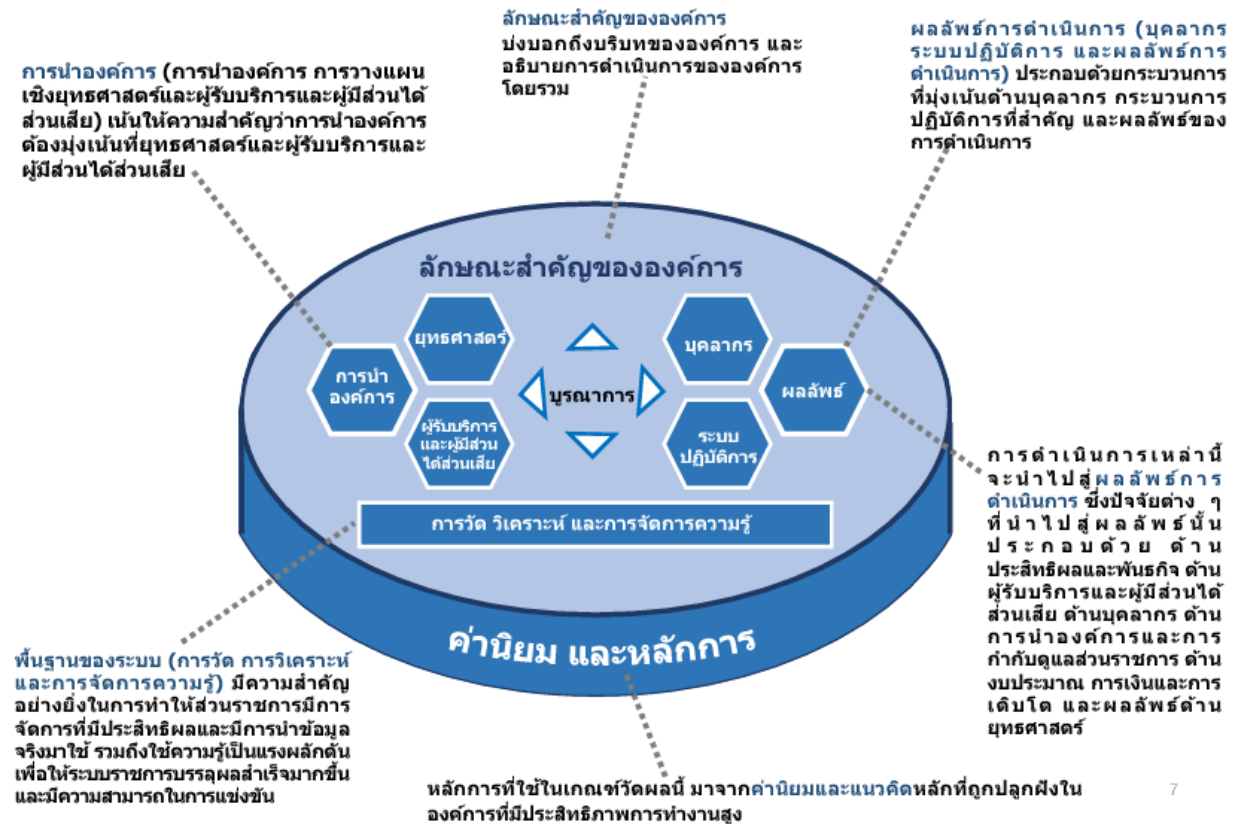 ลักษณะสำคัญขององค์การ
บ่งบอกถึงบริบทขององค์การ และ
อธิบายการดำเนินการขององค์การ
โดยรวม
การนำองค์การ (การนำองค์การ การวางแผน
เชิงยุทธศาสตร์และผู้รับบริการและผู้มีส่วนได้
ส่วนเสีย) เน้นให้ความสำคัญว่าการนำองค์การ
ต้องมุ่งเน้นที่ยุทธศาสตร์และผู้รับบริการและ
ผู้มีส่วนได้ส่วนเสีย
ผลลัพธ์การดำเนินการ (บุคลากร
ระบบปฏิบัติการ และผลลัพธ์การ
ดำเนินการ) ประกอบด้วยกระบวนการ
ที่มุ่งเน้นด้านบุคลากร กระบวนการ
ปฏิบัติการที่สำคัญ และผลลัพธ์ของ
การดำเนินการ
ลักษณะสำคัญขององค์การ
ยุทธศาสตร์
บุคลากร
การนำ
องค์การ
บูรณาการ
ผลลัพธ์
ผู้รับบริการ
และผู้มีส่วน
ได้ส่วนเสีย
ระบบ
ปฏิบัติการ
การวัด วิเคราะห์ และการจัดการความรู้
ค่านิยม และหลักการ
การดำเนินการเหล่านี้
จะนำไปสู่ผลลัพธ์การ
ดำเนินการ ซึ่งปัจจัยต่าง ๆ
ที่นำไปสู่ผลลัพธ์นั้น
ประกอบด้วย ด้าน
ประสิทธิผลและพันธกิจ ด้าน
ผู้รับบริการและผู้มีส่วนได้
ส่วนเสีย ด้านบุคลากร ด้าน
การนำองค์การและการ
กำกับดูแลส่วนราชการ ด้าน
งบประมาณ การเงินและการ
เติบโต และผลลัพธ์ด้าน
ยุทธศาสตร์
พื้นฐานของระบบ (การวัด การวิเคราะห์
และการจัดการความรู้) มีความสำคัญ
อย่างยิ่งในการทำให้ส่วนราชการมีการ
จัดการที่มีประสิทธิผลและมีการนำข้อมูล
จริงมาใช้ รวมถึงใช้ความรู้เป็นแรงผลักดัน
เพื่อให้ระบบราชการบรรลุผลสำเร็จมากขึ้น
และมีความสามารถในการแข่งขัน
หลักการที่ใช้ในเกณฑ์วัดผลนี้ มาจากค่านิยมและแนวคิดหลักที่ถูกปลูกฝังใน
องค์การที่มีประสิทธิภาพการทำงานสูง
7